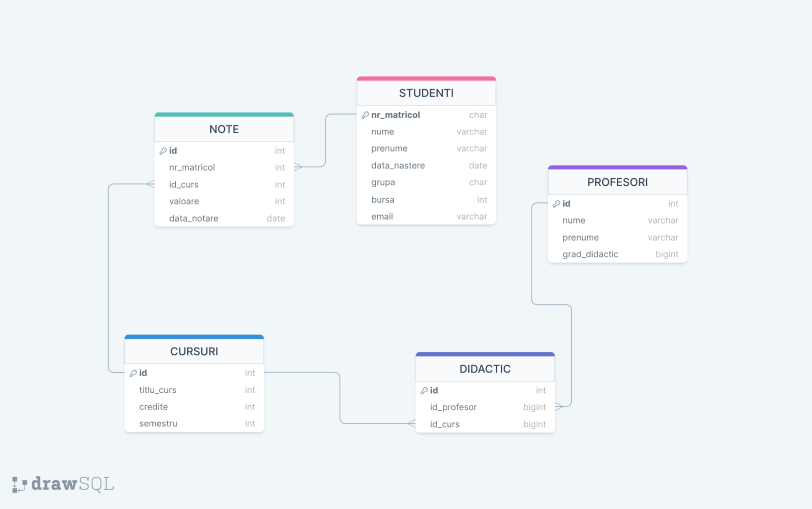 STUDENTI
nr_matricol char
nume varchar
prenume varchar
data_nastere date
grupa char
bursa int
email varchar
NOTE
id int
nr_matricol int
id_curs int
valoare int
data_notare date
PROFESORI
id int
nume varchar
prenume varchar
grad_didactic bigint
CURSURI
id int
titlu_curs int
credite int
semestru int
DIDACTIC
id int
id_profesor bigint
id_curs bigint
drawSQL